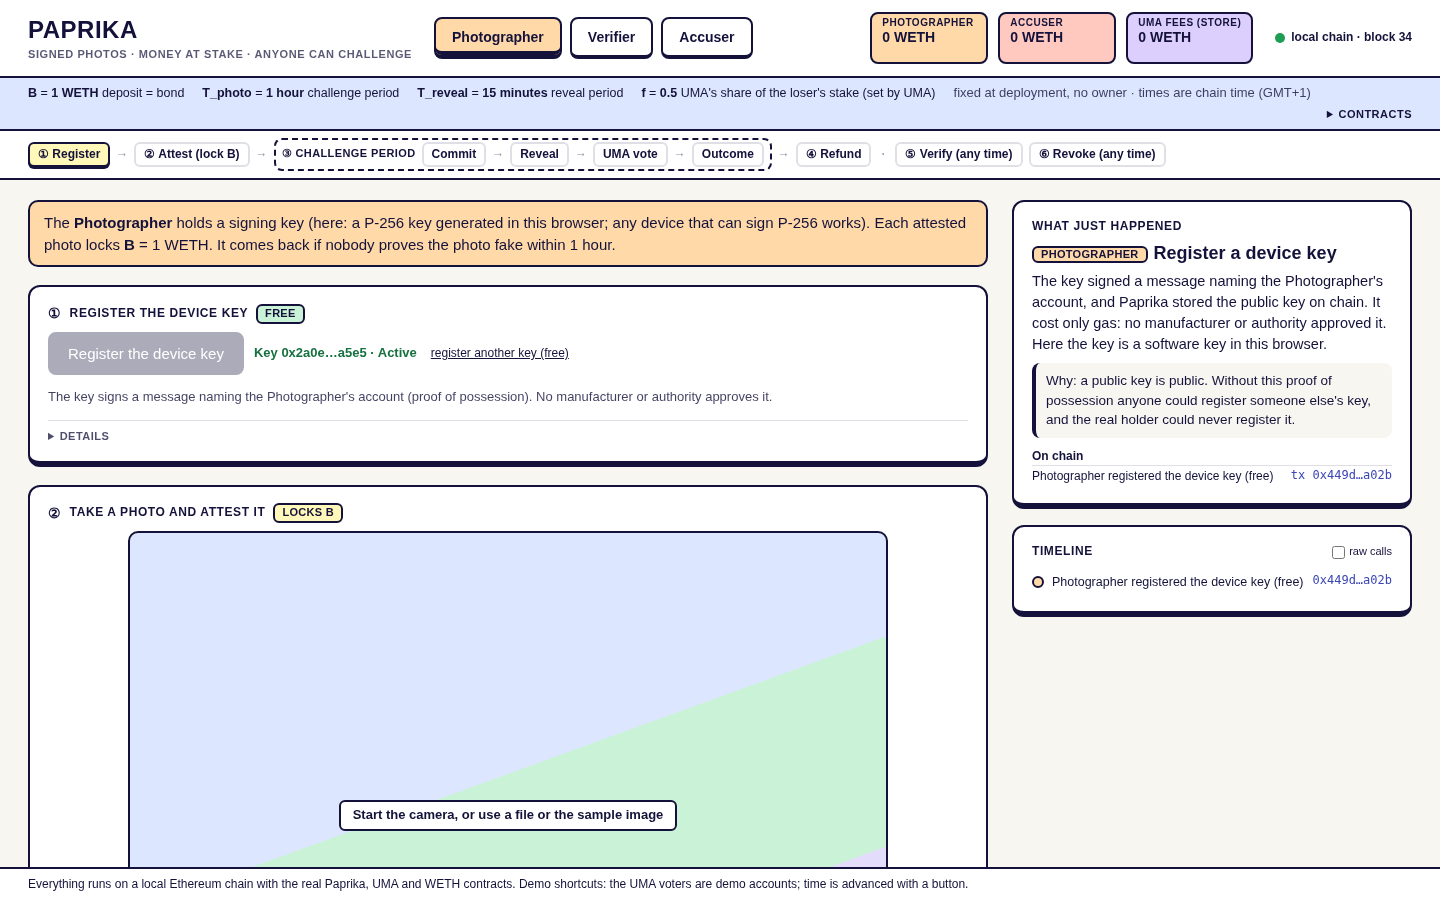 PAPRIKA
SIGNED PHOTOS · MONEY AT STAKE · ANYONE CAN CHALLENGE
Photographer
Verifier
Accuser
PHOTOGRAPHER
0 WETH
ACCUSER
0 WETH
UMA FEES (STORE)
0 WETH
local chain · block 34
B = 1 WETH deposit = bond T_photo = 1 hour challenge period T_reveal = 15 minutes reveal period f = 0.5 UMA's share of the loser's stake (set by UMA) fixed at deployment, no owner · times are chain time (GMT+1)
▸ CONTRACTS
① Register → ② Attest (lock B) → ③ CHALLENGE PERIOD Commit → Reveal → UMA vote → Outcome → ④ Refund · ⑤ Verify (any time) ⑥ Revoke (any time)
The Photographer holds a signing key (here: a P-256 key generated in this browser; any device that can sign P-256 works). Each attested
photo locks B = 1 WETH. It comes back if nobody proves the photo fake within 1 hour.
① REGISTER THE DEVICE KEY FREE
Register the device key
Key 0x2a0e…a5e5 · Active
register another key (free)
The key signs a message naming the Photographer's account (proof of possession). No manufacturer or authority approves it.
▸ DETAILS
② TAKE A PHOTO AND ATTEST IT LOCKS B
Start the camera, or use a file or the sample image
WHAT JUST HAPPENED
PHOTOGRAPHER Register a device key
The key signed a message naming the Photographer's
account, and Paprika stored the public key on chain. It
cost only gas: no manufacturer or authority approved it.
Here the key is a software key in this browser.
Why: a public key is public. Without this proof of
possession anyone could register someone else's key,
and the real holder could never register it.
On chain
Photographer registered the device key (free) tx 0x449d…a02b
TIMELINE
raw calls
Photographer registered the device key (free) 0x449d…a02b
Everything runs on a local Ethereum chain with the real Paprika, UMA and WETH contracts. Demo shortcuts: the UMA voters are demo accounts; time is advanced with a button.